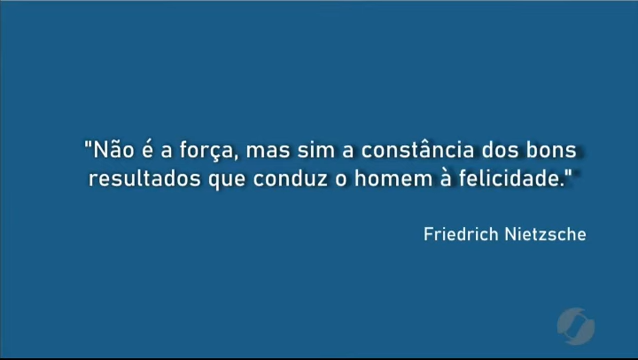 "Não é a força, mas sim a constância dos bons
resultados que conduz o homem à felicidade."
Friedrich Nietzsche